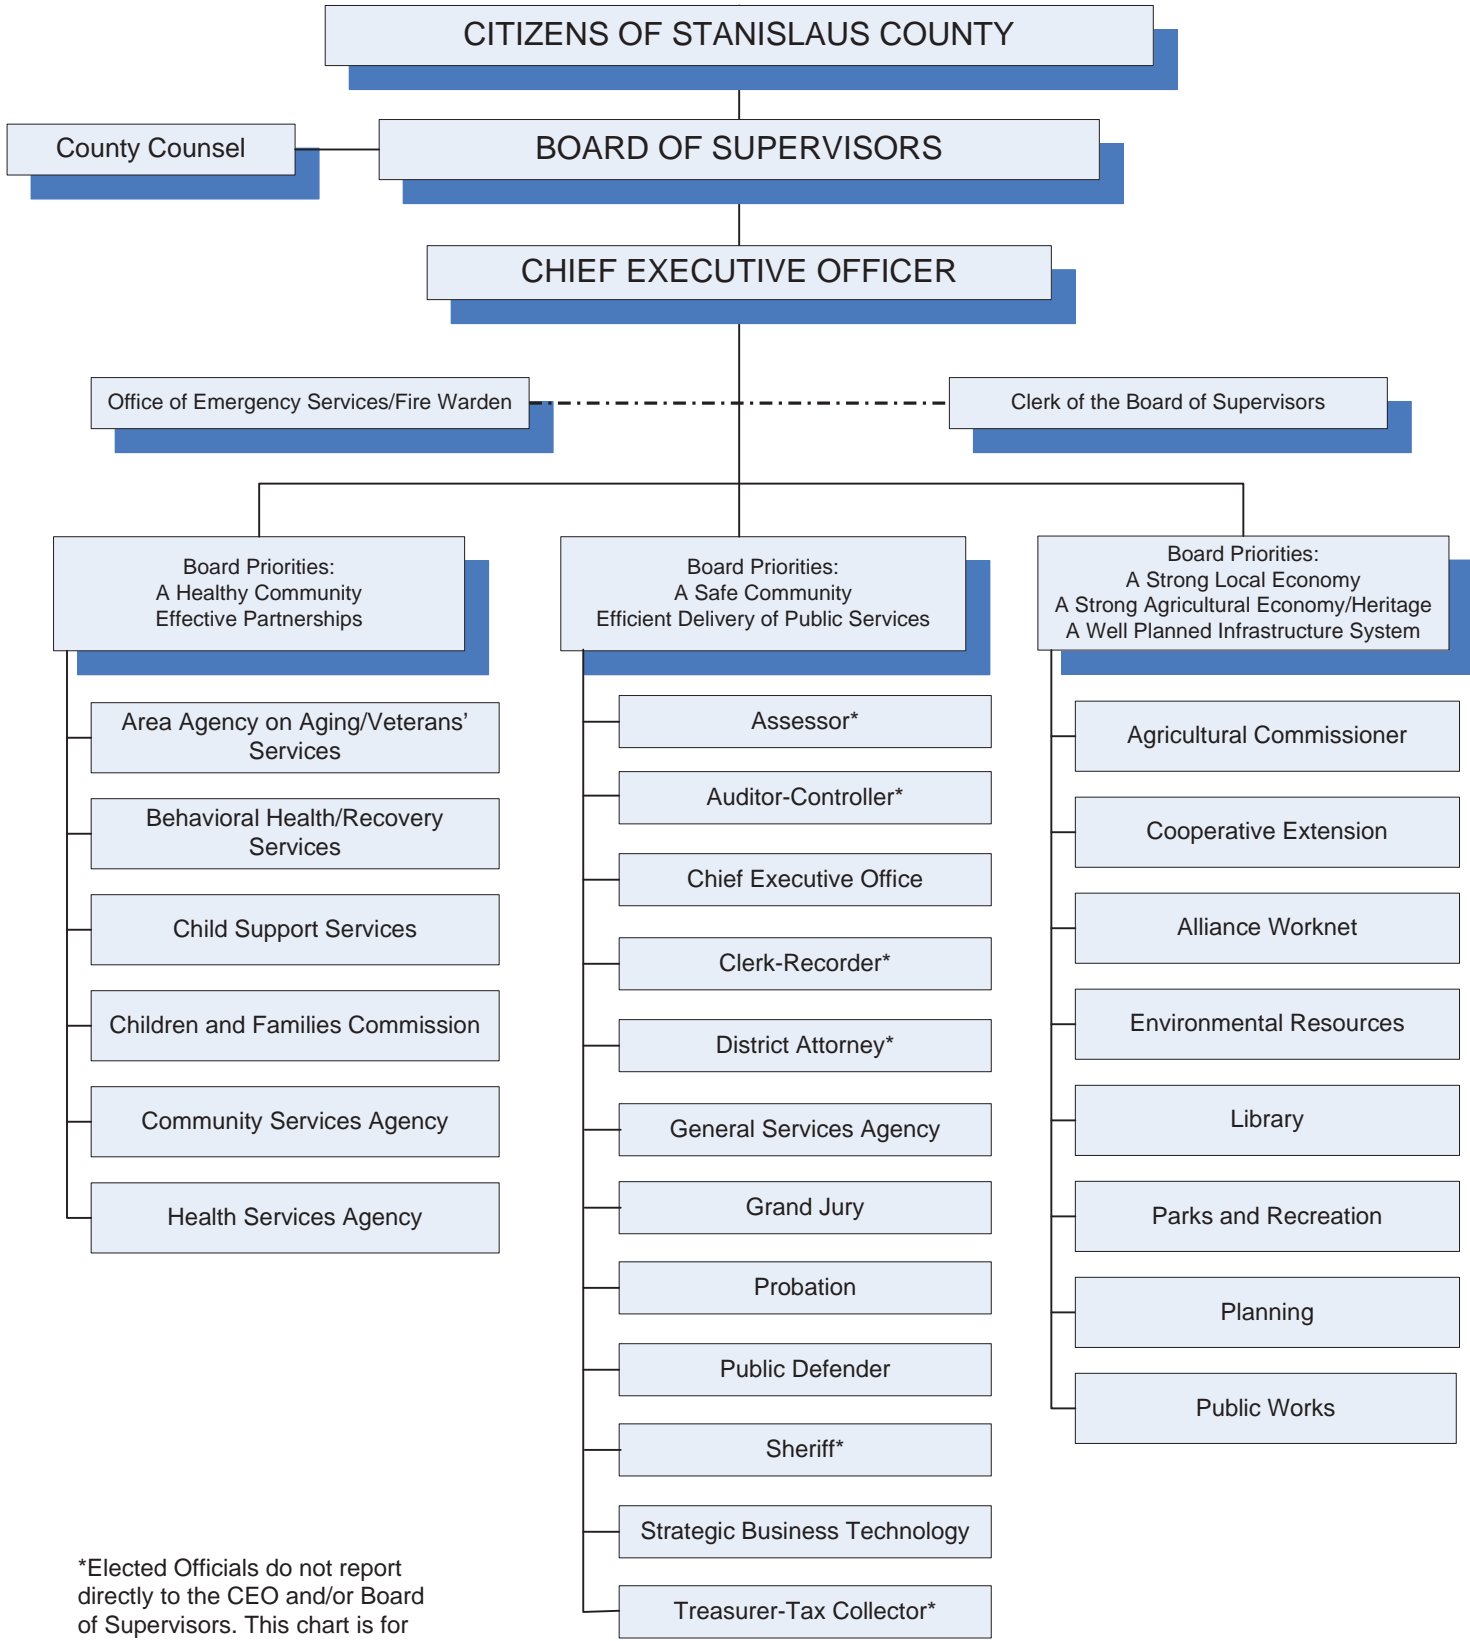 CITIZENS OF STANISLAUS COUNTY
County Counsel
BOARD OF SUPERVISORS
CHIEF EXECUTIVE OFFICER
Office of Emergency Services/Fire Warden
Clerk of the Board of Supervisors
Board Priorities:
A Healthy Community
Effective Partnerships
Area Agency on Aging/Veterans’
Services
Behavioral Health/Recovery
Services
Child Support Services
Children and Families Commission
Community Services Agency
Health Services Agency
Board Priorities:
A Safe Community
Efficient Delivery of Public Services
Assessor*
Auditor-Controller*
Chief Executive Office
Clerk-Recorder*
District Attorney*
General Services Agency
Grand Jury
Probation
Public Defender
Sheriff*
Strategic Business Technology
Treasurer-Tax Collector*
Board Priorities:
A Strong Local Economy
A Strong Agricultural Economy/Heritage
A Well Planned Infrastructure System
Agricultural Commissioner
Cooperative Extension
Alliance Worknet
Environmental Resources
Library
Parks and Recreation
Planning
Public Works
*Elected Officials do not report
directly to the CEO and/or Board
of Supervisors. This chart is for